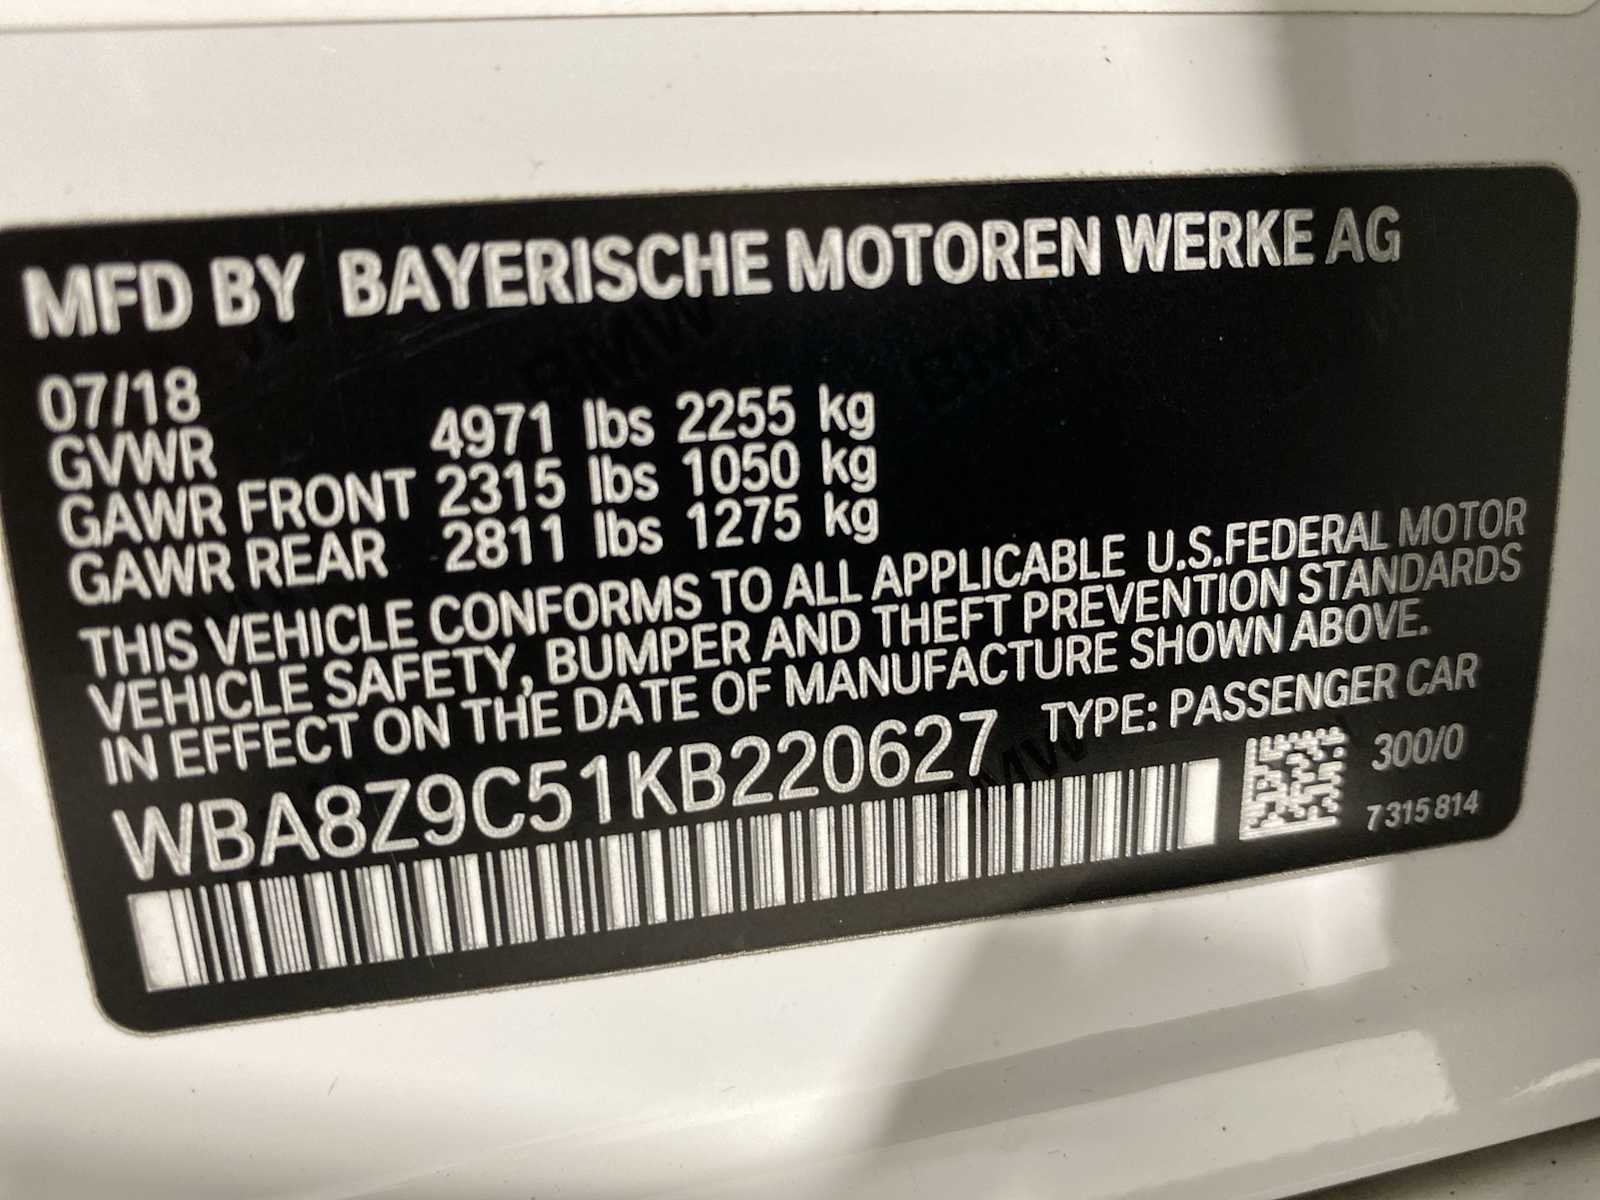 MFD BY BAYERISCHE MOTOREN WERKE AG
07/18
GVWR 4971 lbs 2255 kg
GAWR FRONT 2315 lbs 1050 kg
GAWR REAR 2811 lbs 1275 kg
THIS VEHICLE CONFORMS TO ALL APPLICABLE U.S.FEDERAL MOTOR
VEHICLE SAFETY, BUMPER AND THEFT PREVENTION STANDARDS
IN EFFECT ON THE DATE OF MANUFACTURE SHOWN ABOVE.
WBA8Z9C51KB220627 TYPE: PASSENGER CAR
300/0
7 315 814
BMW
BMW
BMW